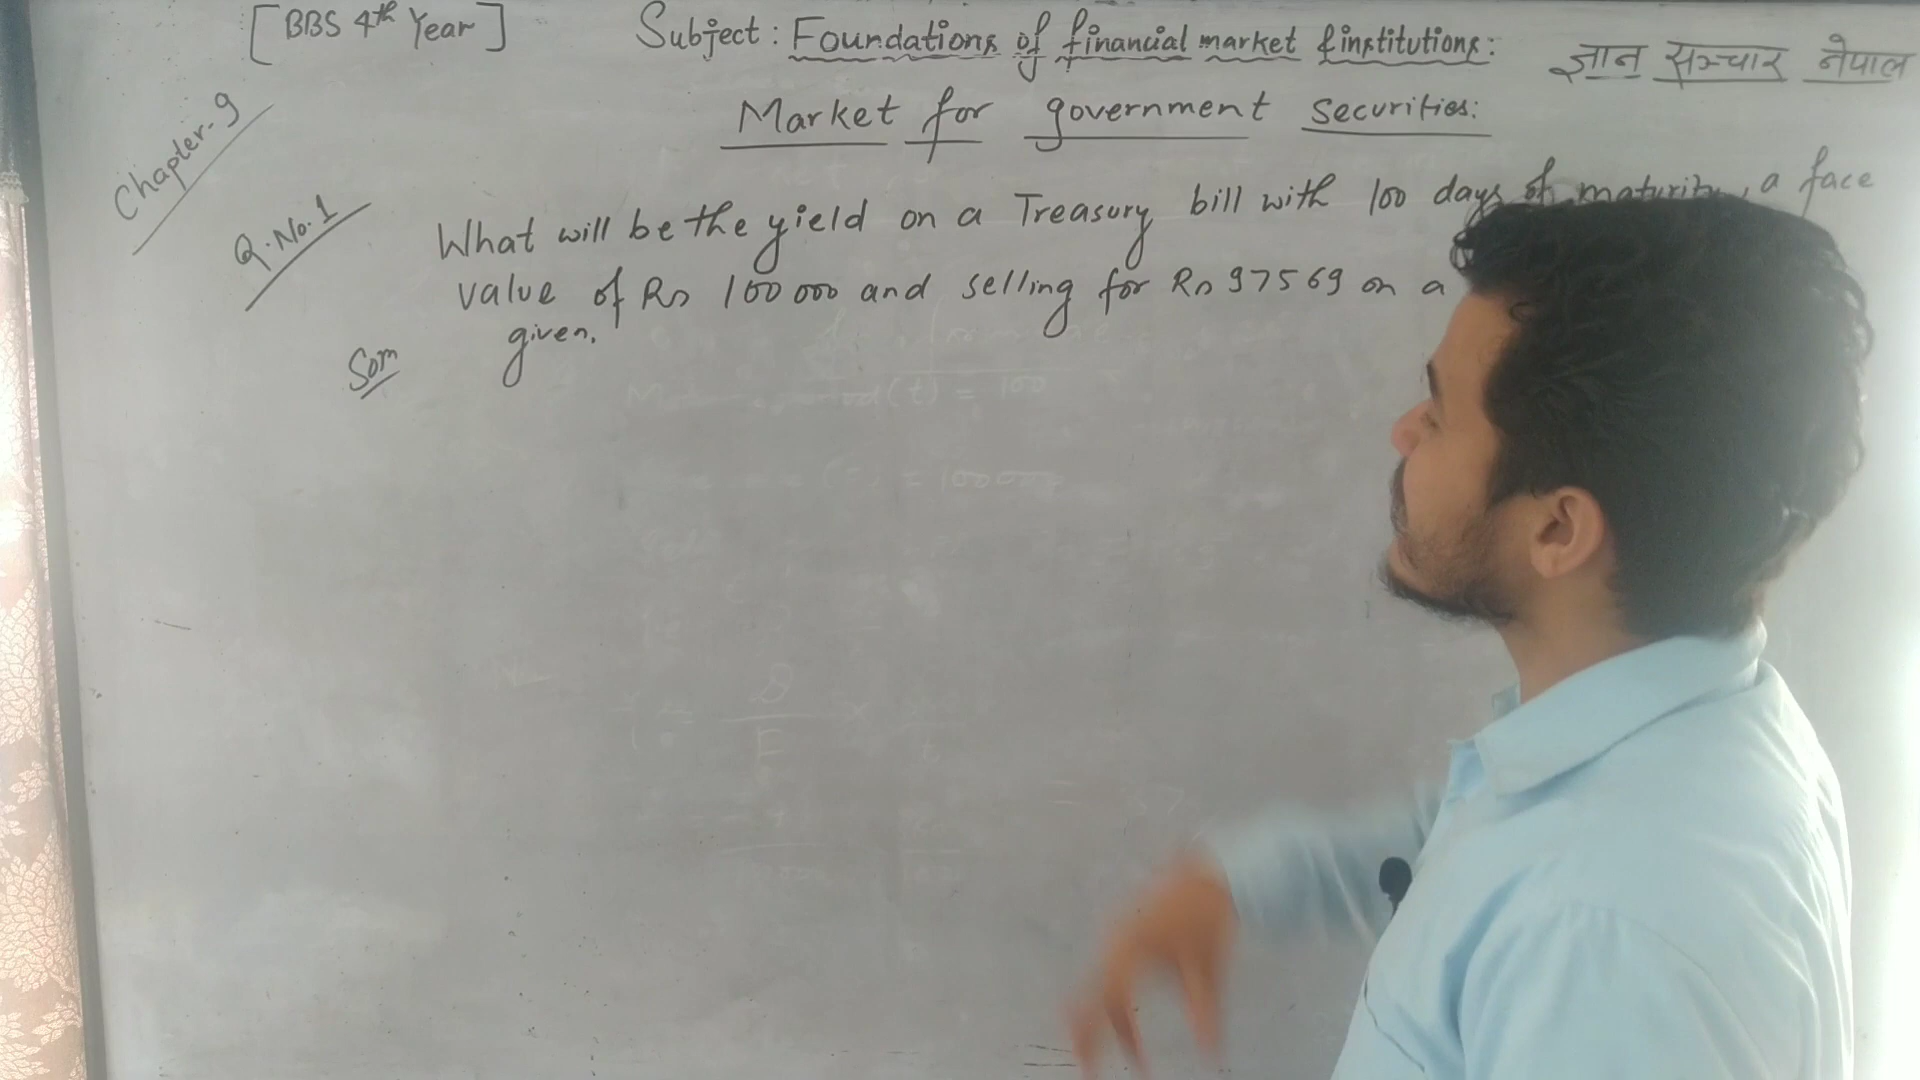 [BBS 4th Year]
Subject: Foundations of financial market & institutions:
ज्ञान सञ्चार नेपाल
Chapter-9
Market for government securities:
Q.No.1
What will be the yield on a Treasury bill with 100 days of maturity, a face
value of Rs 100000 and selling for Rs 97569 on a
Soln
given.